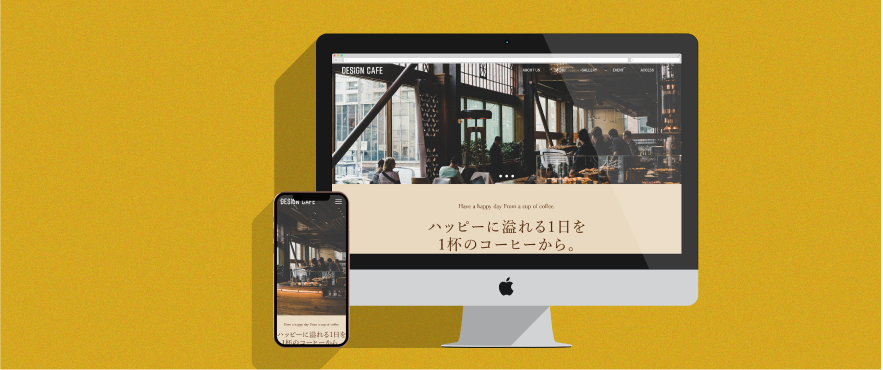 DESIGN CAFE
ABOUT US
GALLERY
EVENT
ACCESS
Have a happy day From a cup of coffee.
ハッピーに溢れる1日を
1杯のコーヒーから。
DESIGN CAFE
Have a happy day From a cup of coffee.
ハッピーに溢れる1日を
1杯のコーヒーから